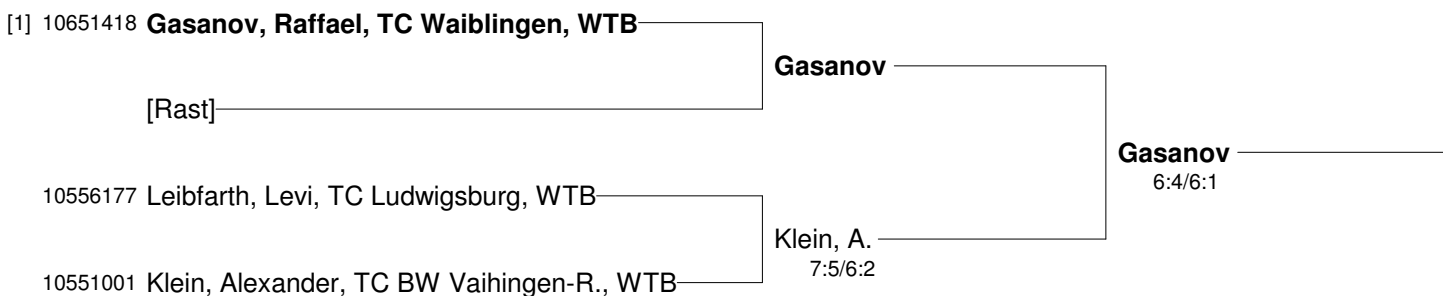 [1] 10651418 Gasanov, Raffael, TC Waiblingen, WTB
Gasanov
[Rast]
Gasanov
6:4/6:1
10556177 Leibfarth, Levi, TC Ludwigsburg, WTB
Klein, A.
7:5/6:2
10551001 Klein, Alexander, TC BW Vaihingen-R., WTB